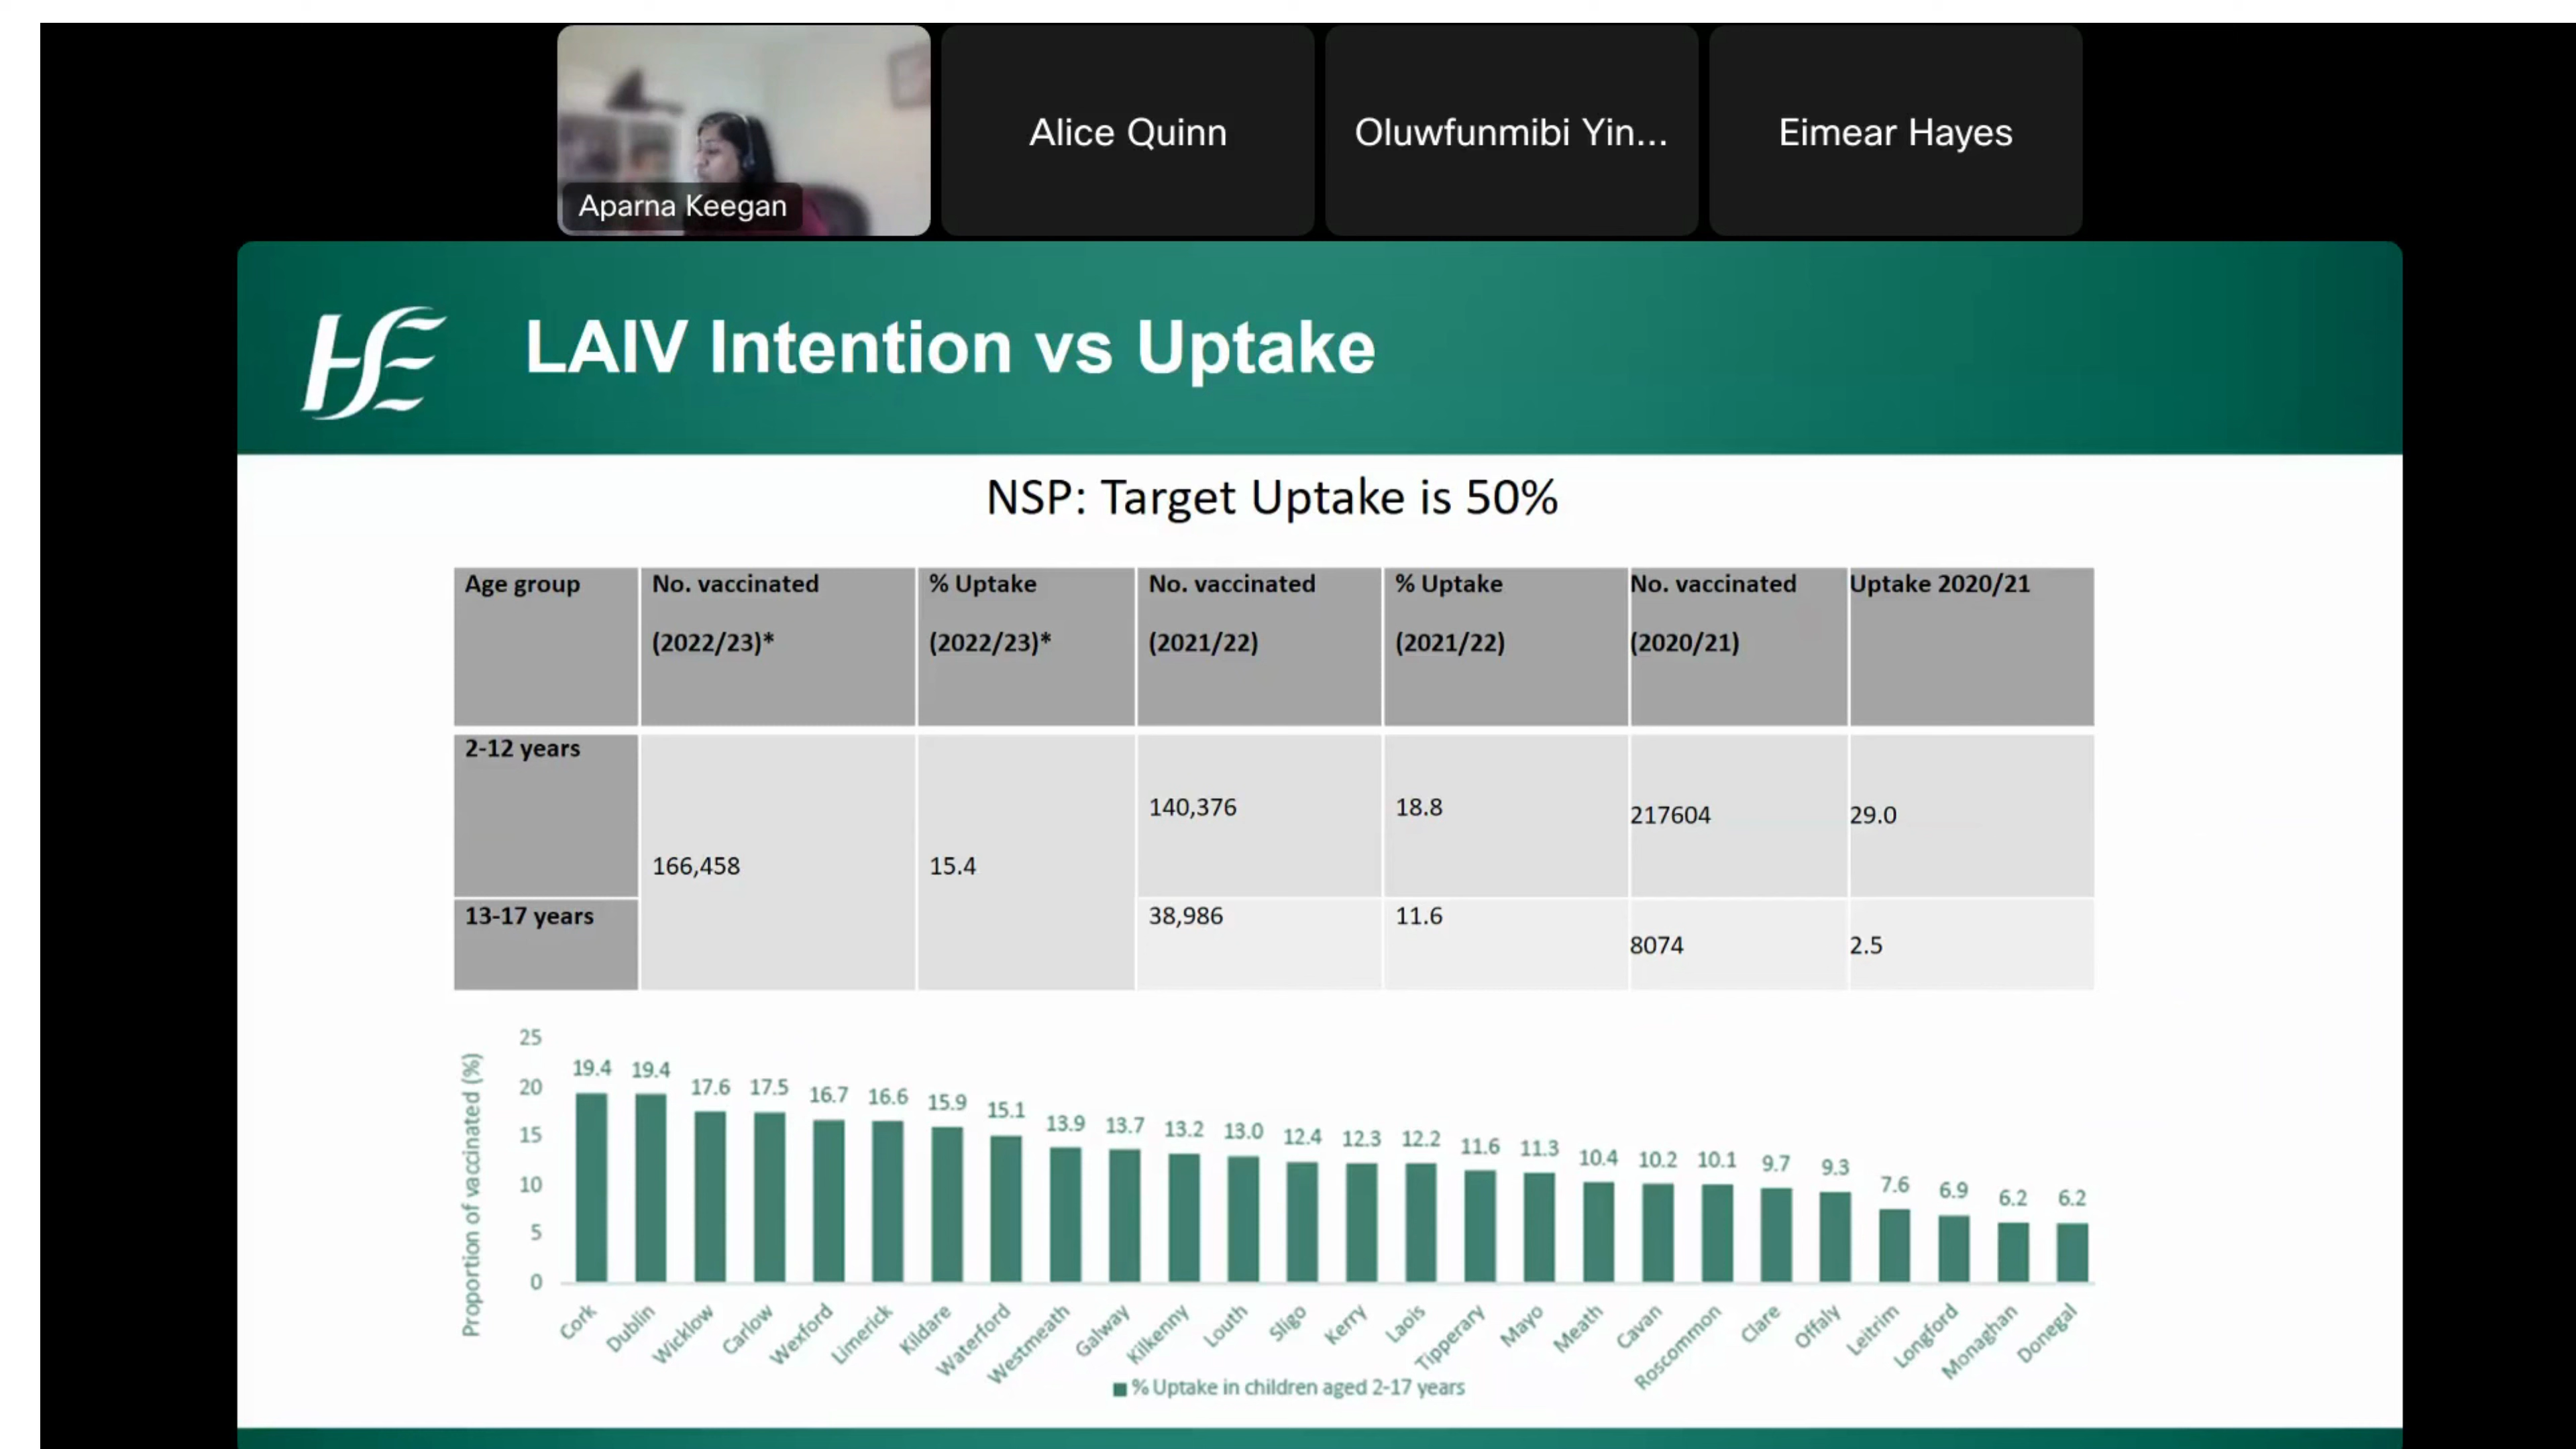 Aparna Keegan
Alice Quinn
Oluwfunmibi Yin...
Eimear Hayes
HSE
LAIV Intention vs Uptake
NSP: Target Uptake is 50%
Age group No. vaccinated (2022/23)* % Uptake (2022/23)* No. vaccinated (2021/22) % Uptake (2021/22) No. vaccinated (2020/21) Uptake 2020/21
2-12 years 166,458 15.4 140,376 18.8 217604 29.0
13-17 years 38,986 11.6 8074 2.5
Proportion of vaccinated (%)
25
20
15
10
5
0
19.4 19.4 17.6 17.5 16.7 16.6 15.9 15.1 13.9 13.7 13.2 13.0 12.4 12.3 12.2 11.6 11.3 10.4 10.2 10.1 9.7 9.3 7.6 6.9 6.2 6.2
Cork Dublin Wicklow Carlow Wexford Limerick Kildare Waterford Westmeath Galway Kilkenny Louth Sligo Kerry Laois Tipperary Mayo Meath Cavan Roscommon Clare Offaly Leitrim Longford Monaghan Donegal
% Uptake in children aged 2-17 years